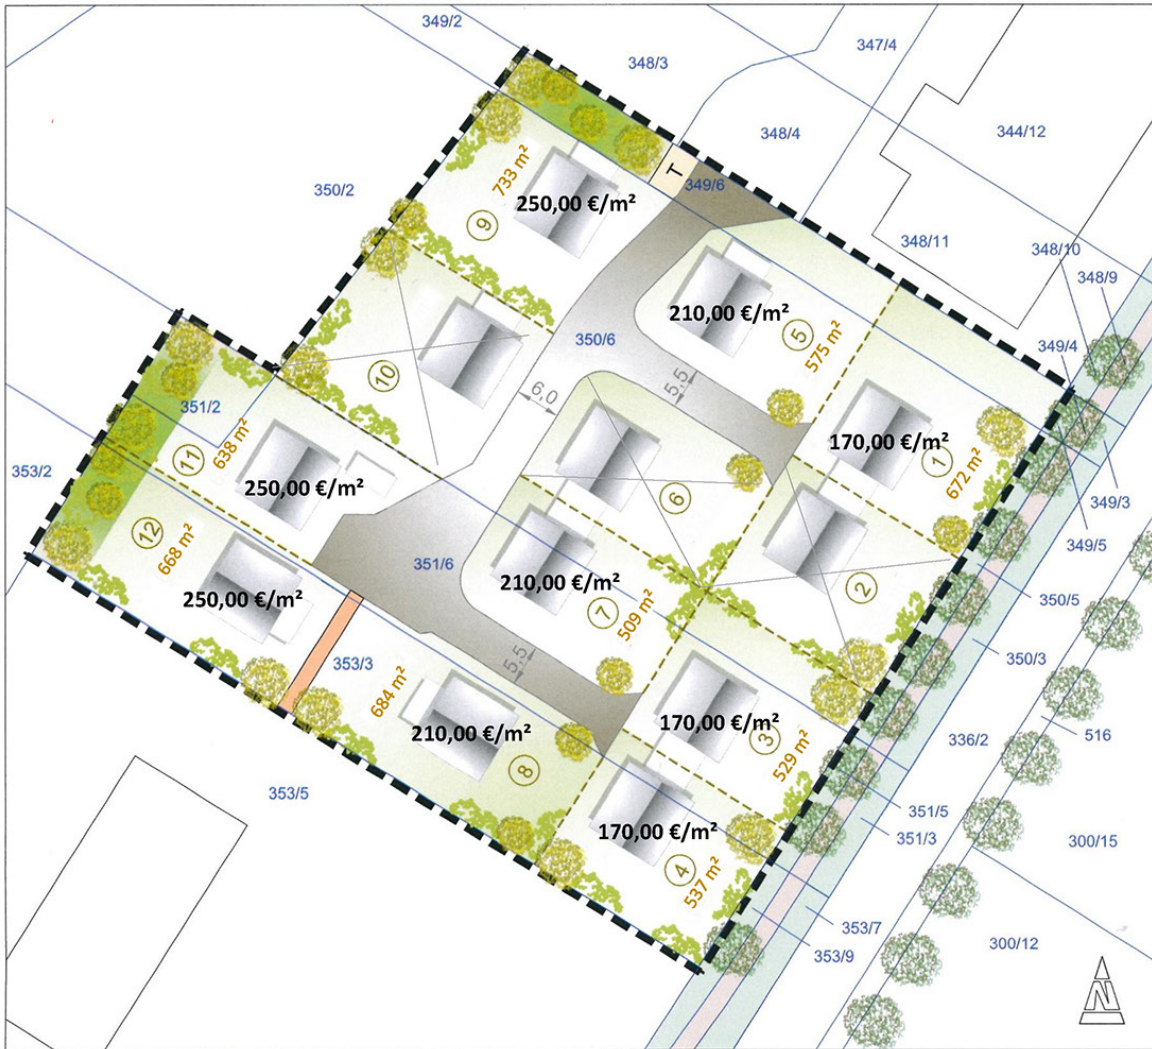 349/2
347/4
348/3
348/4
344/12
350/2
733 m²
T
349/6
250,00 €/m²
9
348/11
348/10
348/9
210,00 €/m²
5
575 m²
350/6
349/4
10
6,0
5,5
351/2
170,00 €/m²
1
672 m²
353/2
11
638 m²
250,00 €/m²
6
349/3
349/5
12
668 m²
351/6
210,00 €/m²
7
509 m²
2
350/5
250,00 €/m²
353/3
5,5
350/3
684 m²
210,00 €/m²
8
170,00 €/m²
3
529 m²
336/2
516
353/5
170,00 €/m²
4
537 m²
351/5
351/3
300/15
353/7
353/9
300/12
N